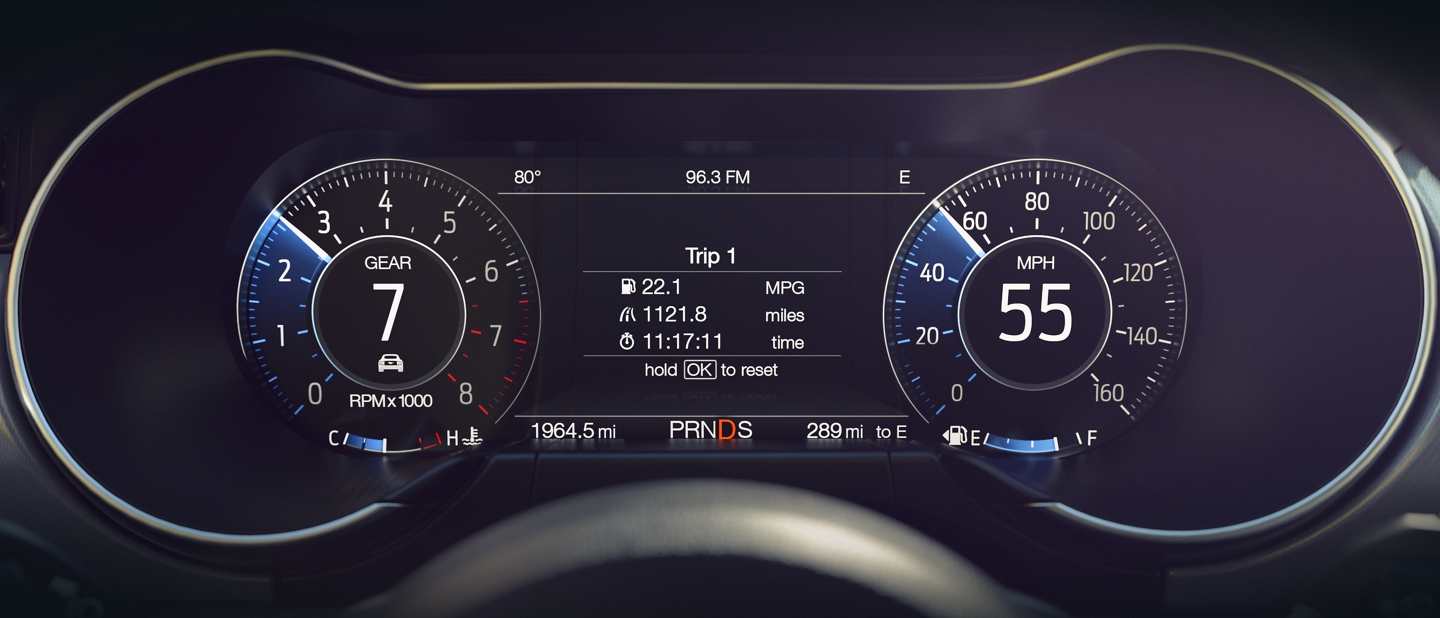 80°
96.3 FM
E
0
1
2
3
4
5
6
7
8
GEAR
7
RPMx1000
C
H
Trip 1
22.1 MPG
1121.8 miles
11:17:11 time
hold OK to reset
1964.5 mi
PRNDS
289 mi to E
0
20
40
60
80
100
120
140
160
MPH
55
E
F